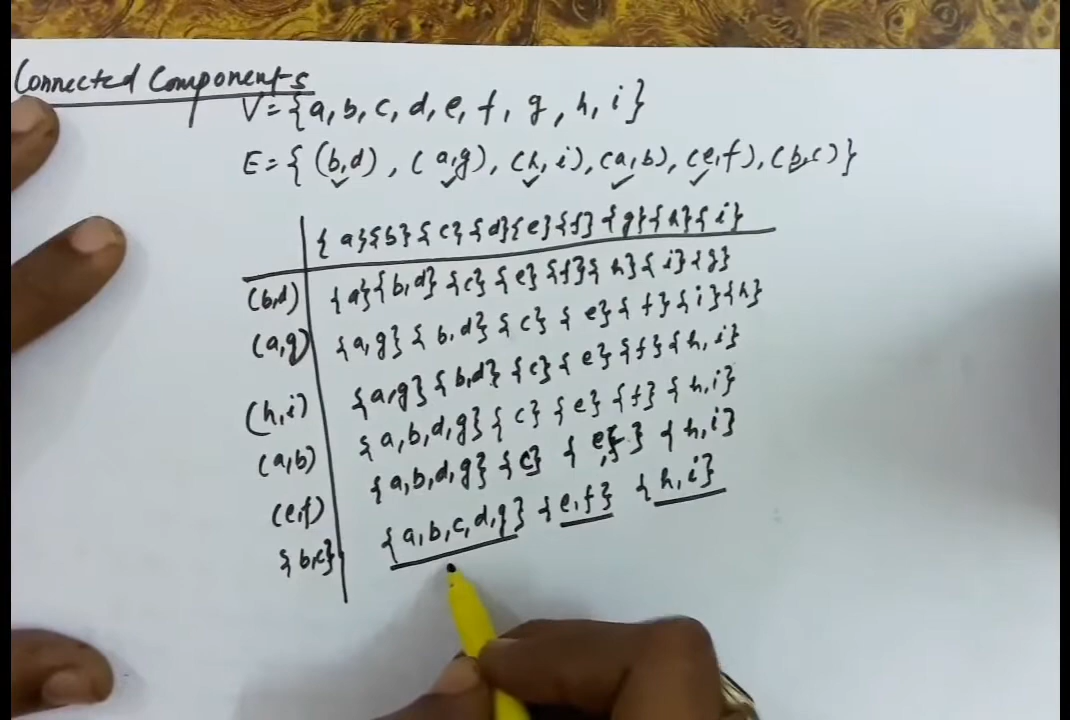 Connected Components
V={a,b,c,d,e,f,g,h,i}
E={(b,d),(a,g),(h,i),(a,b),(e,f),(b,c)}
{a}{b}{c}{d}{e}{f}{g}{h}{i}
(b,d) {a}{b,d}{c}{e}{f}{h}{i}{g}
(a,g) {a,g}{b,d}{c}{e}{f}{i}{h}
(h,i) {a,g}{b,d}{c}{e}{f}{h,i}
(a,b) {a,b,d,g}{c}{e}{f}{h,i}
(e,f) {a,b,d,g}{c}{e,f}{h,i}
{b,c} {a,b,c,d,g}{e,f}{h,i}